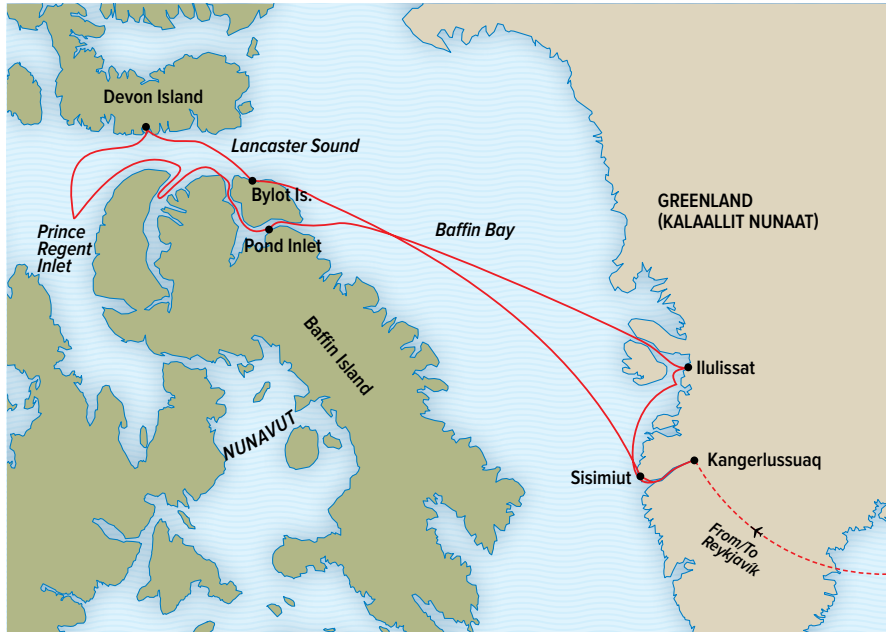 Devon Island
Lancaster Sound
Bylot Is.
GREENLAND
(KALAALLIT NUNAAT)
Prince
Regent
Inlet
Baffin Bay
Pond Inlet
Baffin Island
Ilulissat
NUNAVUT
Kangerlussuaq
Sisimiut
From/To
Reykjavik